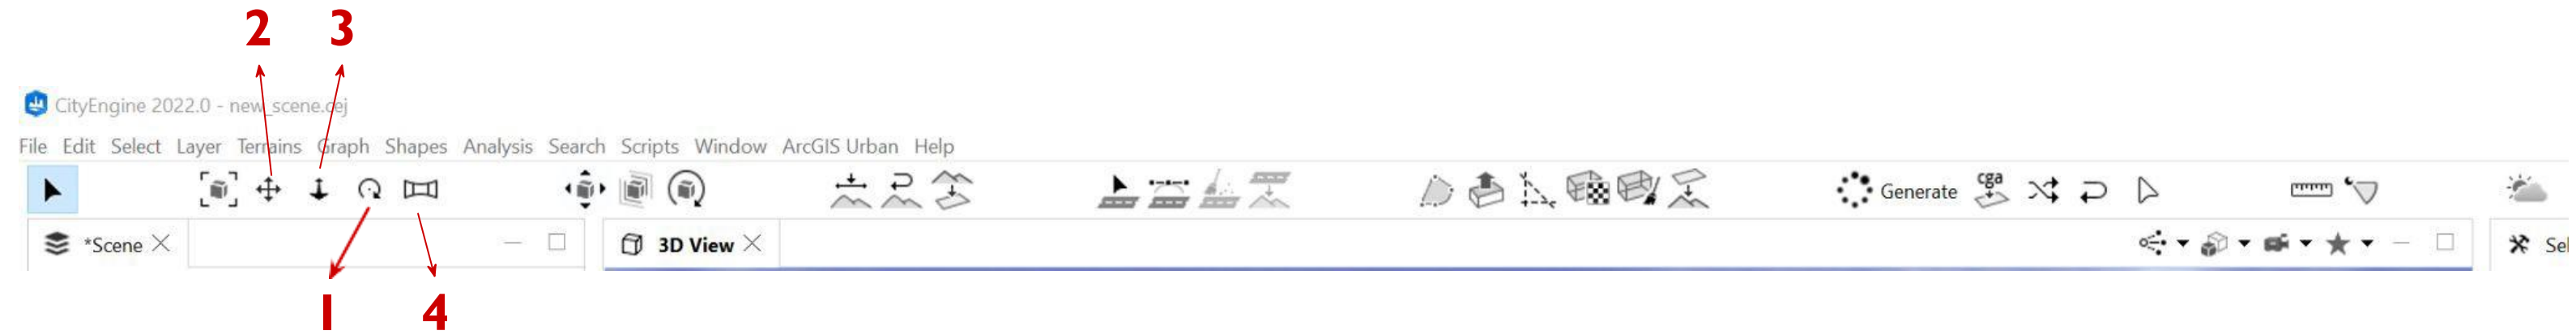 2 3
CityEngine 2022.0 - new_scene.cej
File Edit Select Layer Terrains Graph Shapes Analysis Search Scripts Window ArcGIS Urban Help
Generate cga
*Scene 3D View Sel
1 4